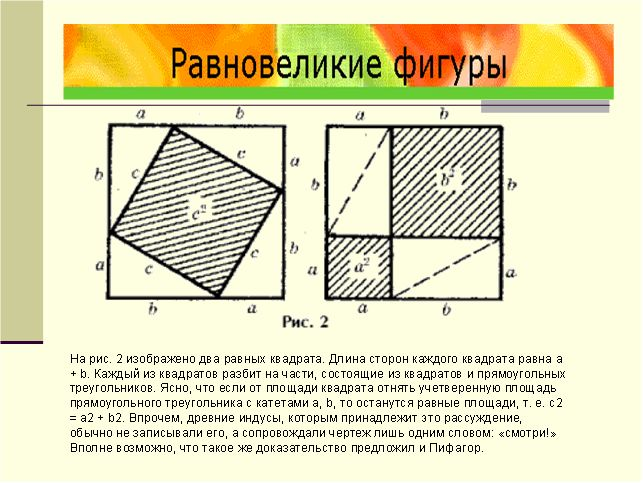 Равновеликие фигуры
a b a b
c c a
b b c² b² b
c b
a c a a² a
b a a b
Рис. 2
На рис. 2 изображено два равных квадрата. Длина сторон каждого квадрата равна a
+ b. Каждый из квадратов разбит на части, состоящие из квадратов и прямоугольных
треугольников. Ясно, что если от площади квадрата отнять учетверенную площадь
прямоугольного треугольника с катетами a, b, то останутся равные площади, т. е. c2
= a2 + b2. Впрочем, древние индусы, которым принадлежит это рассуждение,
обычно не записывали его, а сопровождали чертеж лишь одним словом: «смотри!»
Вполне возможно, что такое же доказательство предложил и Пифагор.